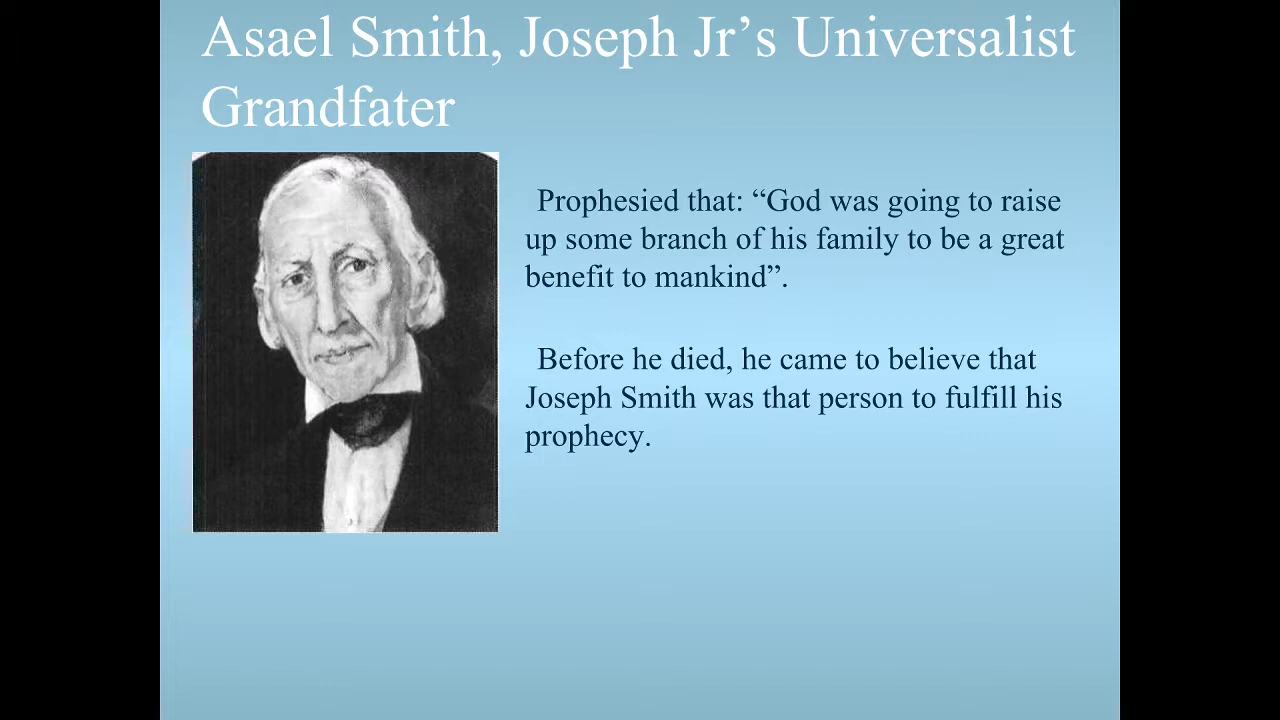 Asael Smith, Joseph Jr’s Universalist
Grandfater
Prophesied that: “God was going to raise
up some branch of his family to be a great
benefit to mankind”.
Before he died, he came to believe that
Joseph Smith was that person to fulfill his
prophecy.